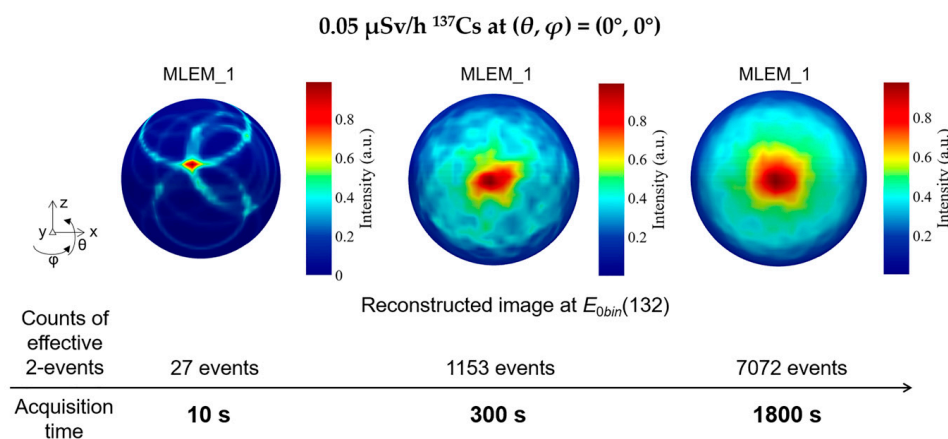 0.05 μSv/h ¹³⁷Cs at (θ, φ) = (0°, 0°)
MLEM_1
MLEM_1
MLEM_1
0.8
0.6
0.4
0.2
0
Intensity (a.u.)
0.8
0.6
0.4
0.2
Intensity (a.u.)
0.8
0.6
0.4
0.2
Intensity (a.u.)
z
y
x
θ
φ
Reconstructed image at E0bin(132)
Counts of
effective
2-events
27 events
1153 events
7072 events
Acquisition
time
10 s
300 s
1800 s